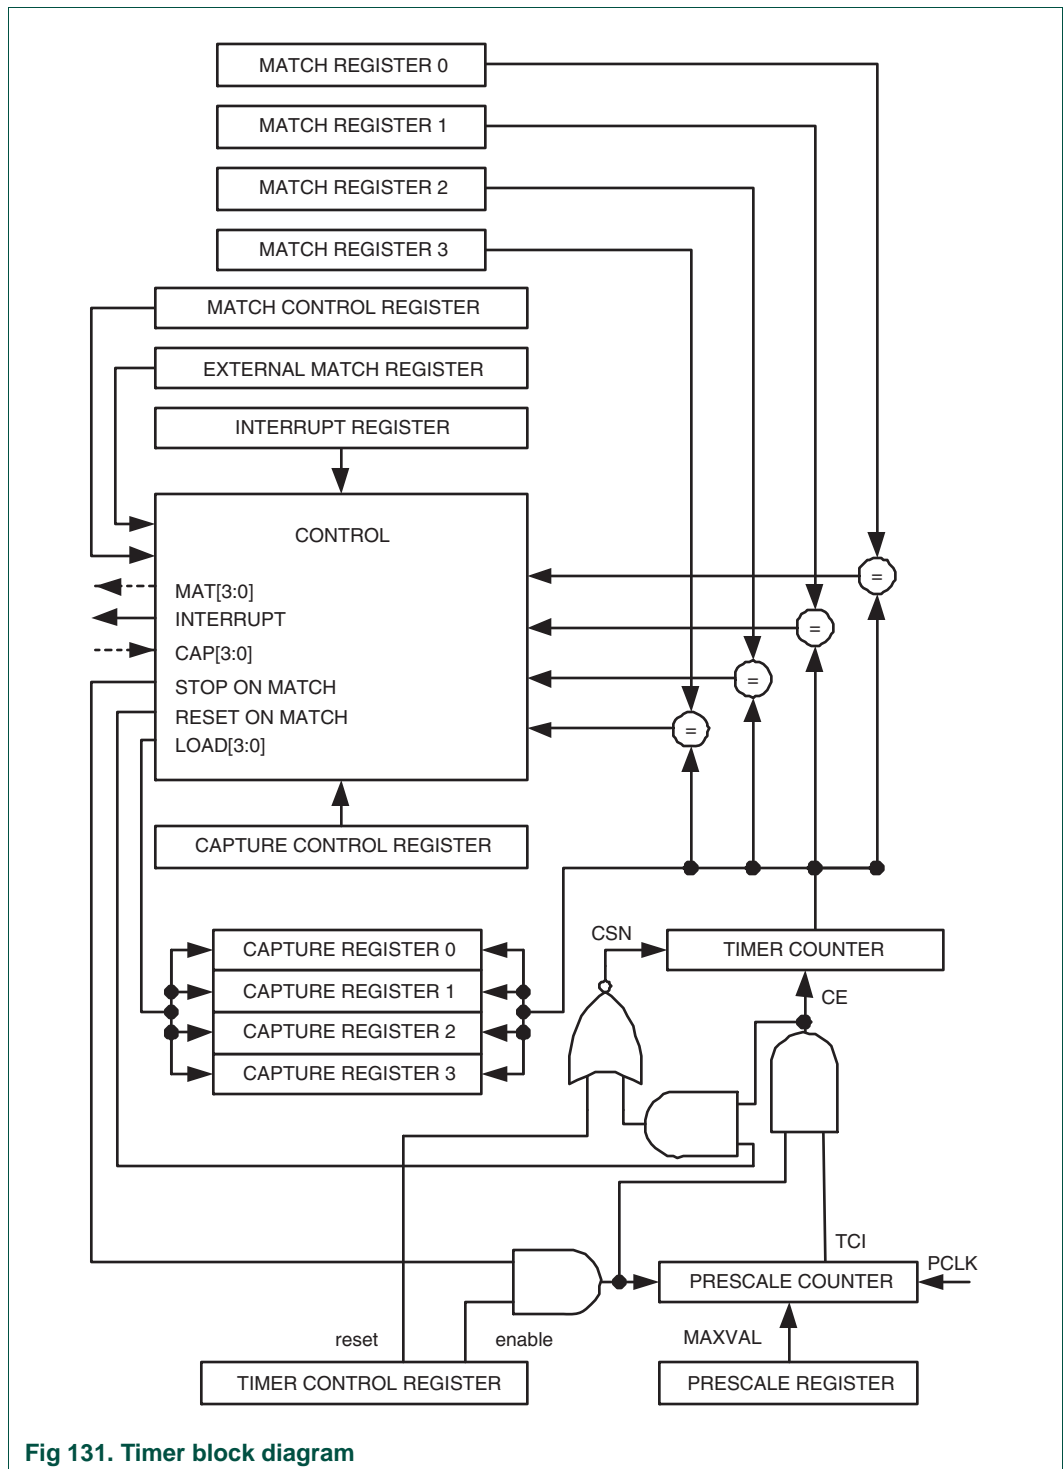 MATCH REGISTER 0
MATCH REGISTER 1
MATCH REGISTER 2
MATCH REGISTER 3
MATCH CONTROL REGISTER
EXTERNAL MATCH REGISTER
INTERRUPT REGISTER
CONTROL
MAT[3:0]
INTERRUPT
CAP[3:0]
STOP ON MATCH
RESET ON MATCH
LOAD[3:0]
=
=
=
=
CAPTURE CONTROL REGISTER
CSN
TIMER COUNTER
CE
CAPTURE REGISTER 0
CAPTURE REGISTER 1
CAPTURE REGISTER 2
CAPTURE REGISTER 3
TCI
PCLK
PRESCALE COUNTER
reset
enable
MAXVAL
TIMER CONTROL REGISTER
PRESCALE REGISTER
Fig 131. Timer block diagram